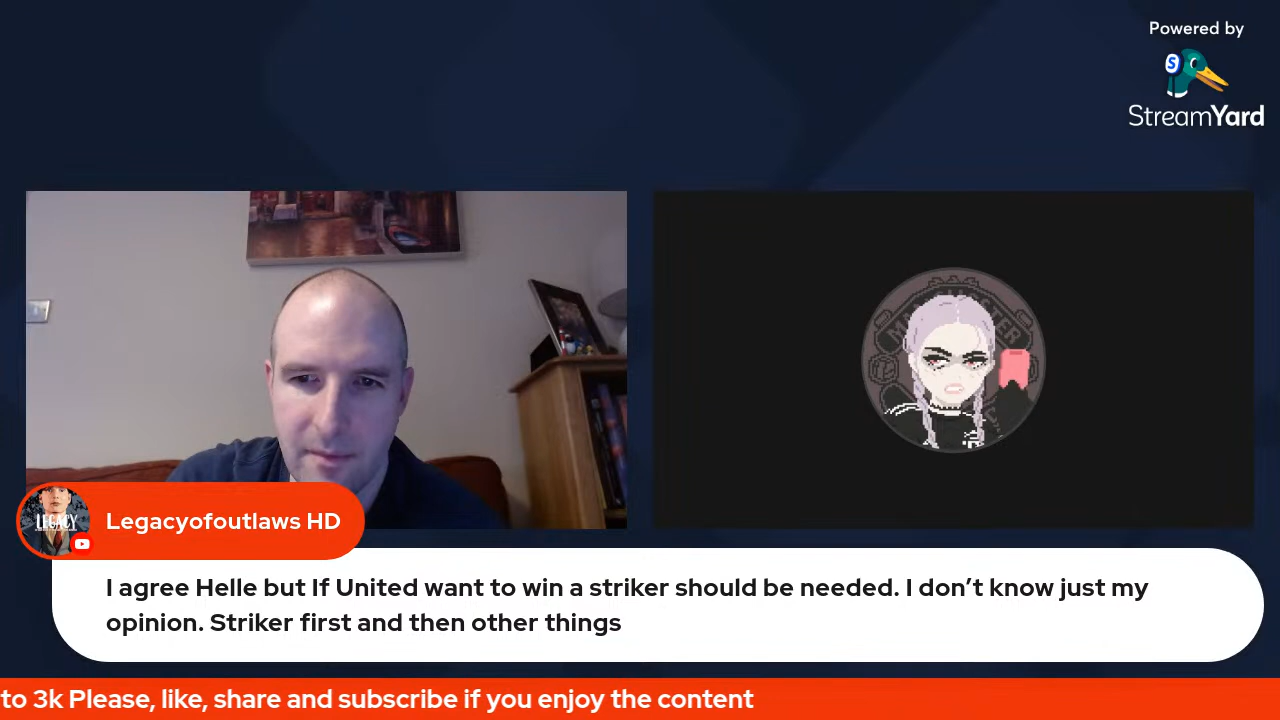 Powered by
S
StreamYard
MANCHESTER
LEGACY
Legacyofoutlaws HD
I agree Helle but If United want to win a striker should be needed. I don’t know just my
opinion. Striker first and then other things
to 3k Please, like, share and subscribe if you enjoy the content